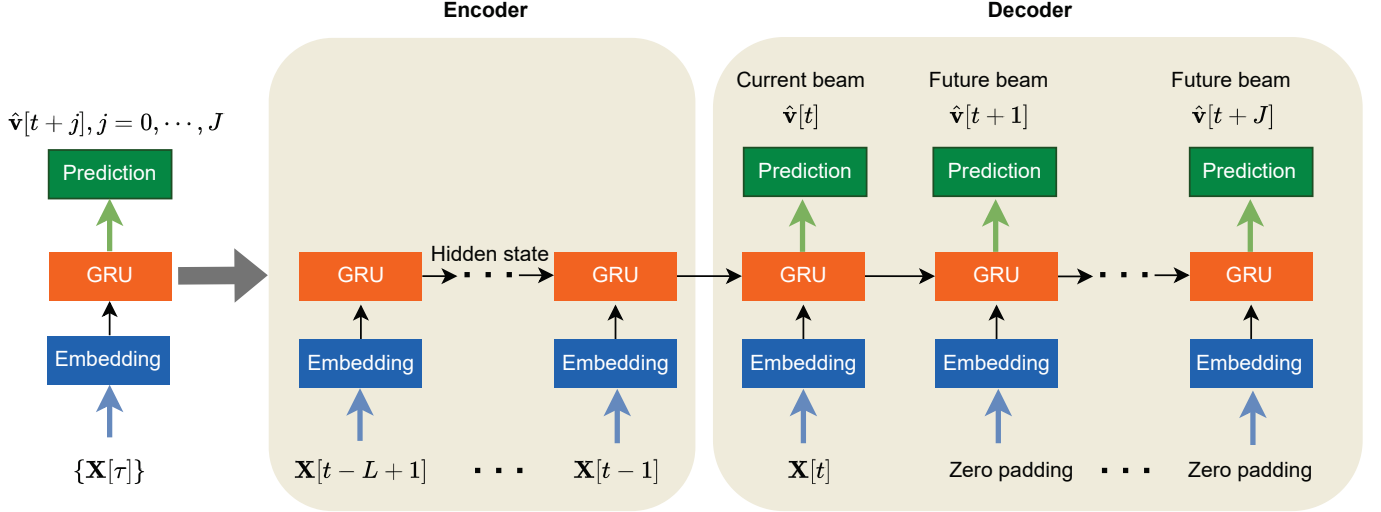 Encoder
Decoder
Current beam
Future beam
Future beam
v̂[t + j], j = 0, ⋯, J
v̂[t]
v̂[t + 1]
v̂[t + J]
Prediction
Prediction
Prediction
Prediction
Hidden state
GRU
GRU
· · ·
GRU
GRU
GRU
· · ·
GRU
Embedding
Embedding
Embedding
Embedding
Embedding
Embedding
{X[τ]}
X[t − L + 1]
· · ·
X[t − 1]
X[t]
Zero padding
· · ·
Zero padding